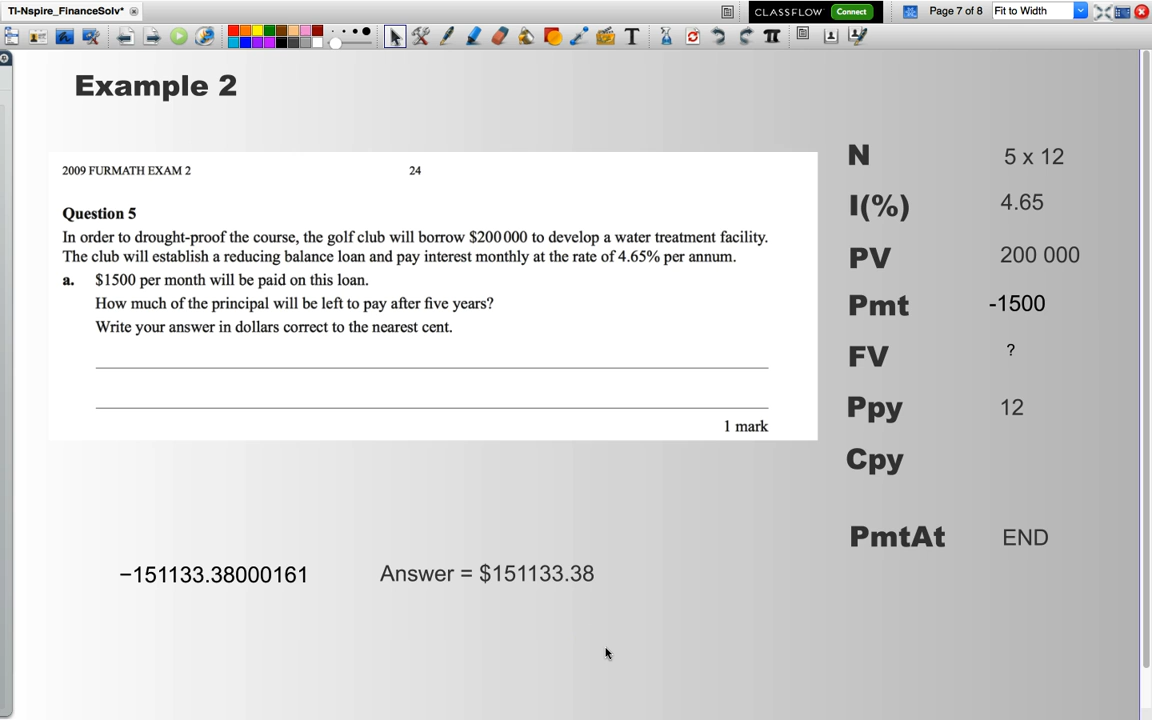 TI-Nspire_FinanceSolv*
CLASSFLOW Connect
Page 7 of 8
Fit to Width
Example 2
2009 FURMATH EXAM 2 24
Question 5
In order to drought-proof the course, the golf club will borrow $200 000 to develop a water treatment facility.
The club will establish a reducing balance loan and pay interest monthly at the rate of 4.65% per annum.
a. $1500 per month will be paid on this loan.
How much of the principal will be left to pay after five years?
Write your answer in dollars correct to the nearest cent.
1 mark
N 5 x 12
I(%) 4.65
PV 200 000
Pmt -1500
FV ?
Ppy 12
Cpy
PmtAt END
−151133.38000161 Answer = $151133.38